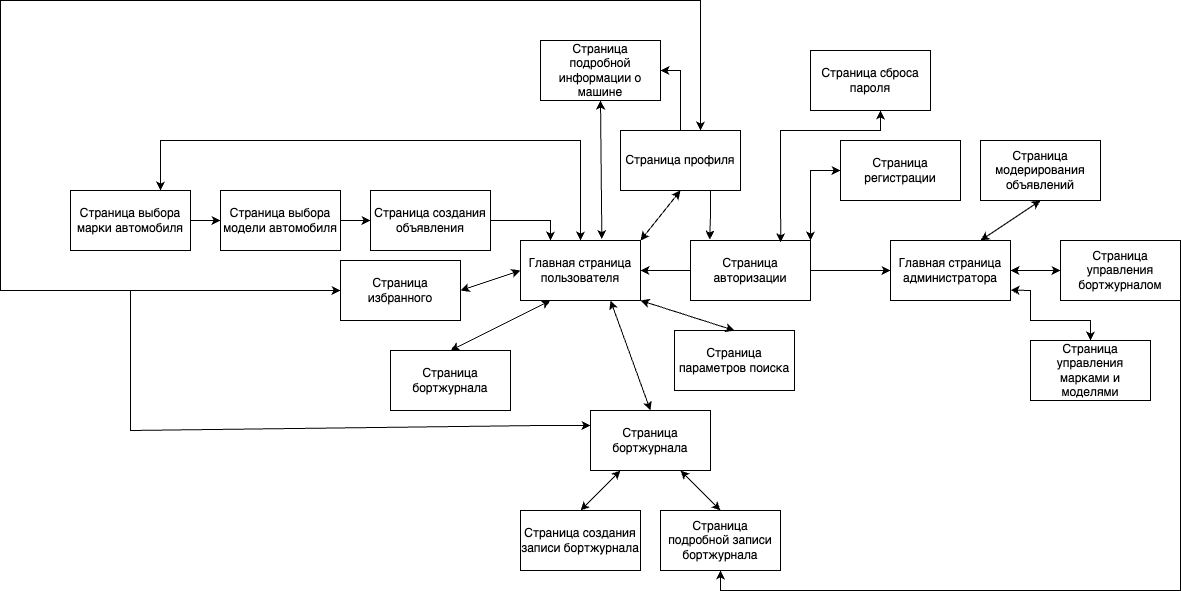 Страница
подробной
информации о
машине
Страница сброса
пароля
Страница профиля
Страница
регистрации
Страница
модерирования
объявлений
Страница выбора
марки автомобиля
Страница выбора
модели автомобиля
Страница создания
объявления
Главная страница
пользователя
Страница
авторизации
Главная страница
администратора
Страница
управления
бортжурналом
Страница
избранного
Страница
бортжурнала
Страница
параметров поиска
Страница
управления
марками и
моделями
Страница
бортжурнала
Страница создания
записи бортжурнала
Страница
подробной записи
бортжурнала